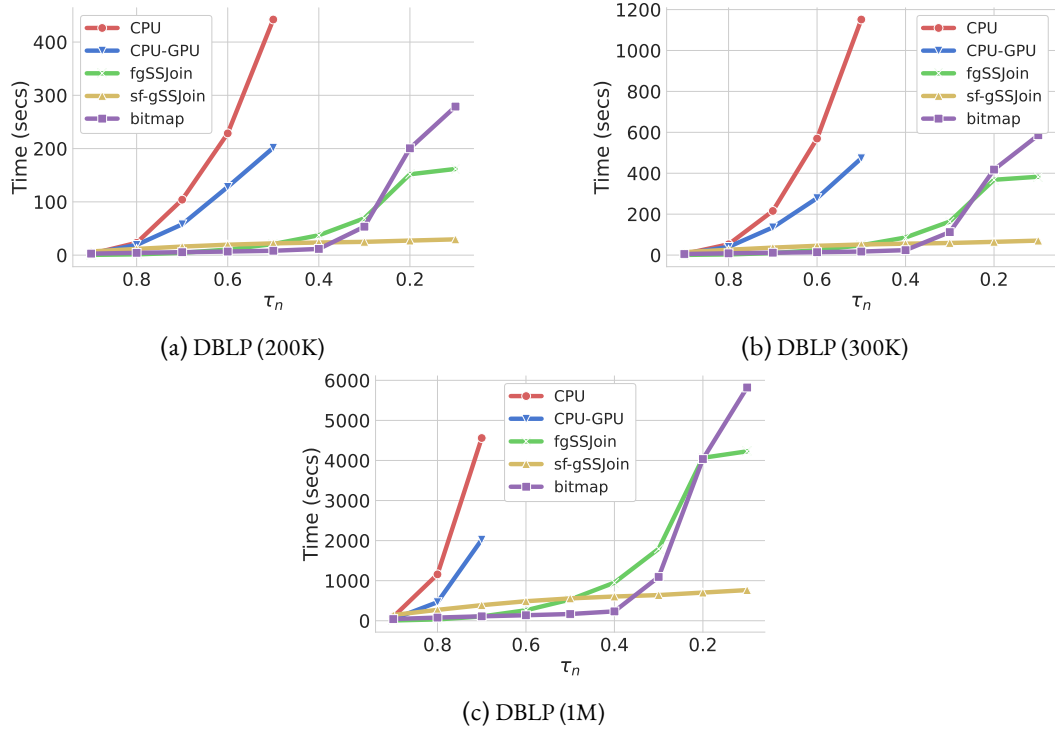 CPU
CPU-GPU
fgSSJoin
sf-gSSJoin
bitmap
Time (secs)
400
300
200
100
0
0.8 0.6 0.4 0.2
τn
(a) DBLP (200K)
CPU
CPU-GPU
fgSSJoin
sf-gSSJoin
bitmap
Time (secs)
1200
1000
800
600
400
200
0
0.8 0.6 0.4 0.2
τn
(b) DBLP (300K)
CPU
CPU-GPU
fgSSJoin
sf-gSSJoin
bitmap
Time (secs)
6000
5000
4000
3000
2000
1000
0
0.8 0.6 0.4 0.2
τn
(c) DBLP (1M)